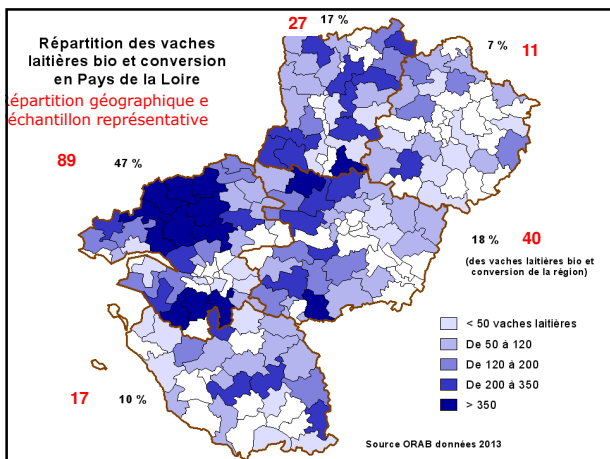 27 17 %
Répartition des vaches
laitières bio et conversion
en Pays de la Loire
7 % 11
épartition géographique e
échantillon représentative
89 47 %
18 % 40
(des vaches laitières bio et
conversion de la région)
< 50 vaches laitières
De 50 à 120
De 120 à 200
De 200 à 350
> 350
17 10 %
Source ORAB données 2013